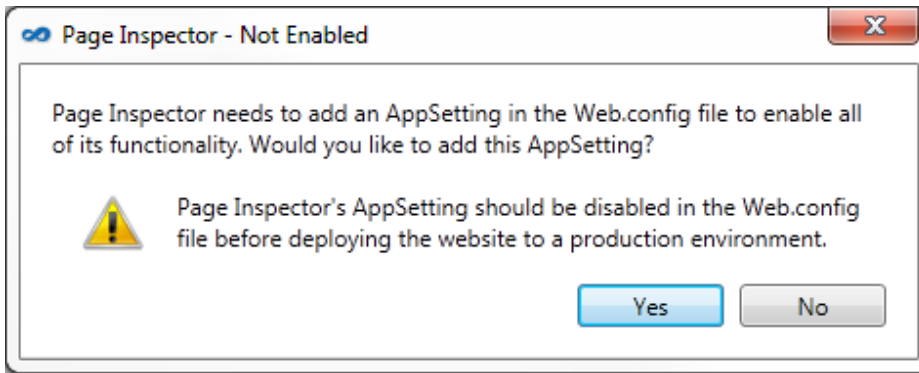 Page Inspector - Not Enabled
Page Inspector needs to add an AppSetting in the Web.config file to enable all
of its functionality. Would you like to add this AppSetting?
Page Inspector's AppSetting should be disabled in the Web.config
file before deploying the website to a production environment.
Yes
No